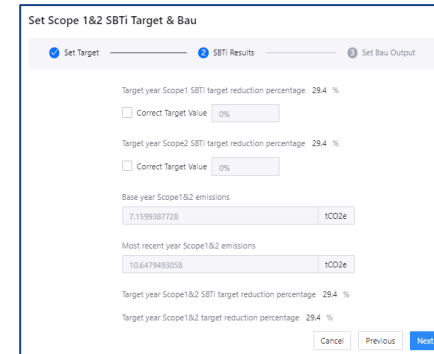 Set Scope 1&2 SBTi Target & Bau
Set Target 2 SBTi Results 3 Set Bau Output
Target year Scope1 SBTi target reduction percentage 29.4 %
Correct Target Value 0%
Target year Scope2 SBTi target reduction percentage 29.4 %
Correct Target Value 0%
Base year Scope1&2 emissions
7.1599387728 tCO2e
Most recent year Scope1&2 emissions
10.6479493058 tCO2e
Target year Scope1&2 SBTi target reduction percentage 29.4 %
Target year Scope1&2 target reduction percentage 29.4 %
Cancel Previous Next